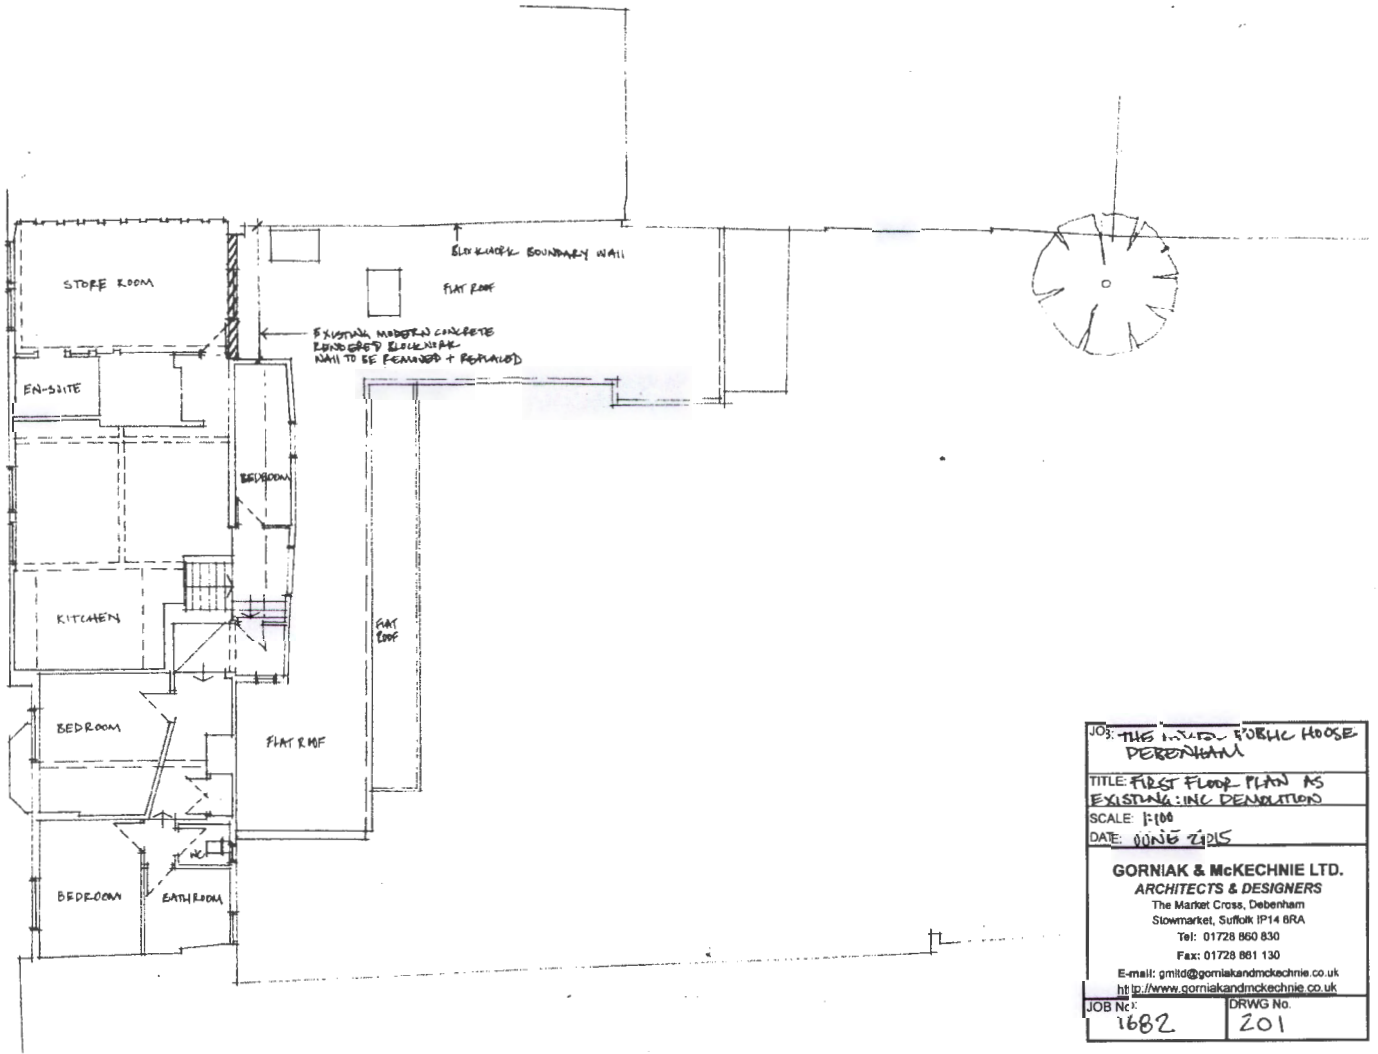 STORE ROOM
BLOCKWORK BOUNDARY WALL
FLAT ROOF
EXISTING MODERN CONCRETE
RENDERED BLOCKWORK
WALL TO BE REMOVED + REPLACED
EN-SUITE
BEDROOM
KITCHEN
FLAT
ROOF
BEDROOM
FLAT ROOF
WC
BEDROOM
BATHROOM
JOB: THE PUBLIC HOUSE
DEBENHAM
TITLE: FIRST FLOOR PLAN AS
EXISTING: INC DEMOLITION
SCALE: 1:100
DATE: JUNE 2015
GORNIAK & McKECHNIE LTD.
ARCHITECTS & DESIGNERS
The Market Cross, Debenham
Stowmarket, Suffolk IP14 6RA
Tel: 01728 860 830
Fax: 01728 861 130
E-mail: gmltd@gorniakandmckechnie.co.uk
http://www.gorniakandmckechnie.co.uk
JOB No: DRWG No.
1682 201